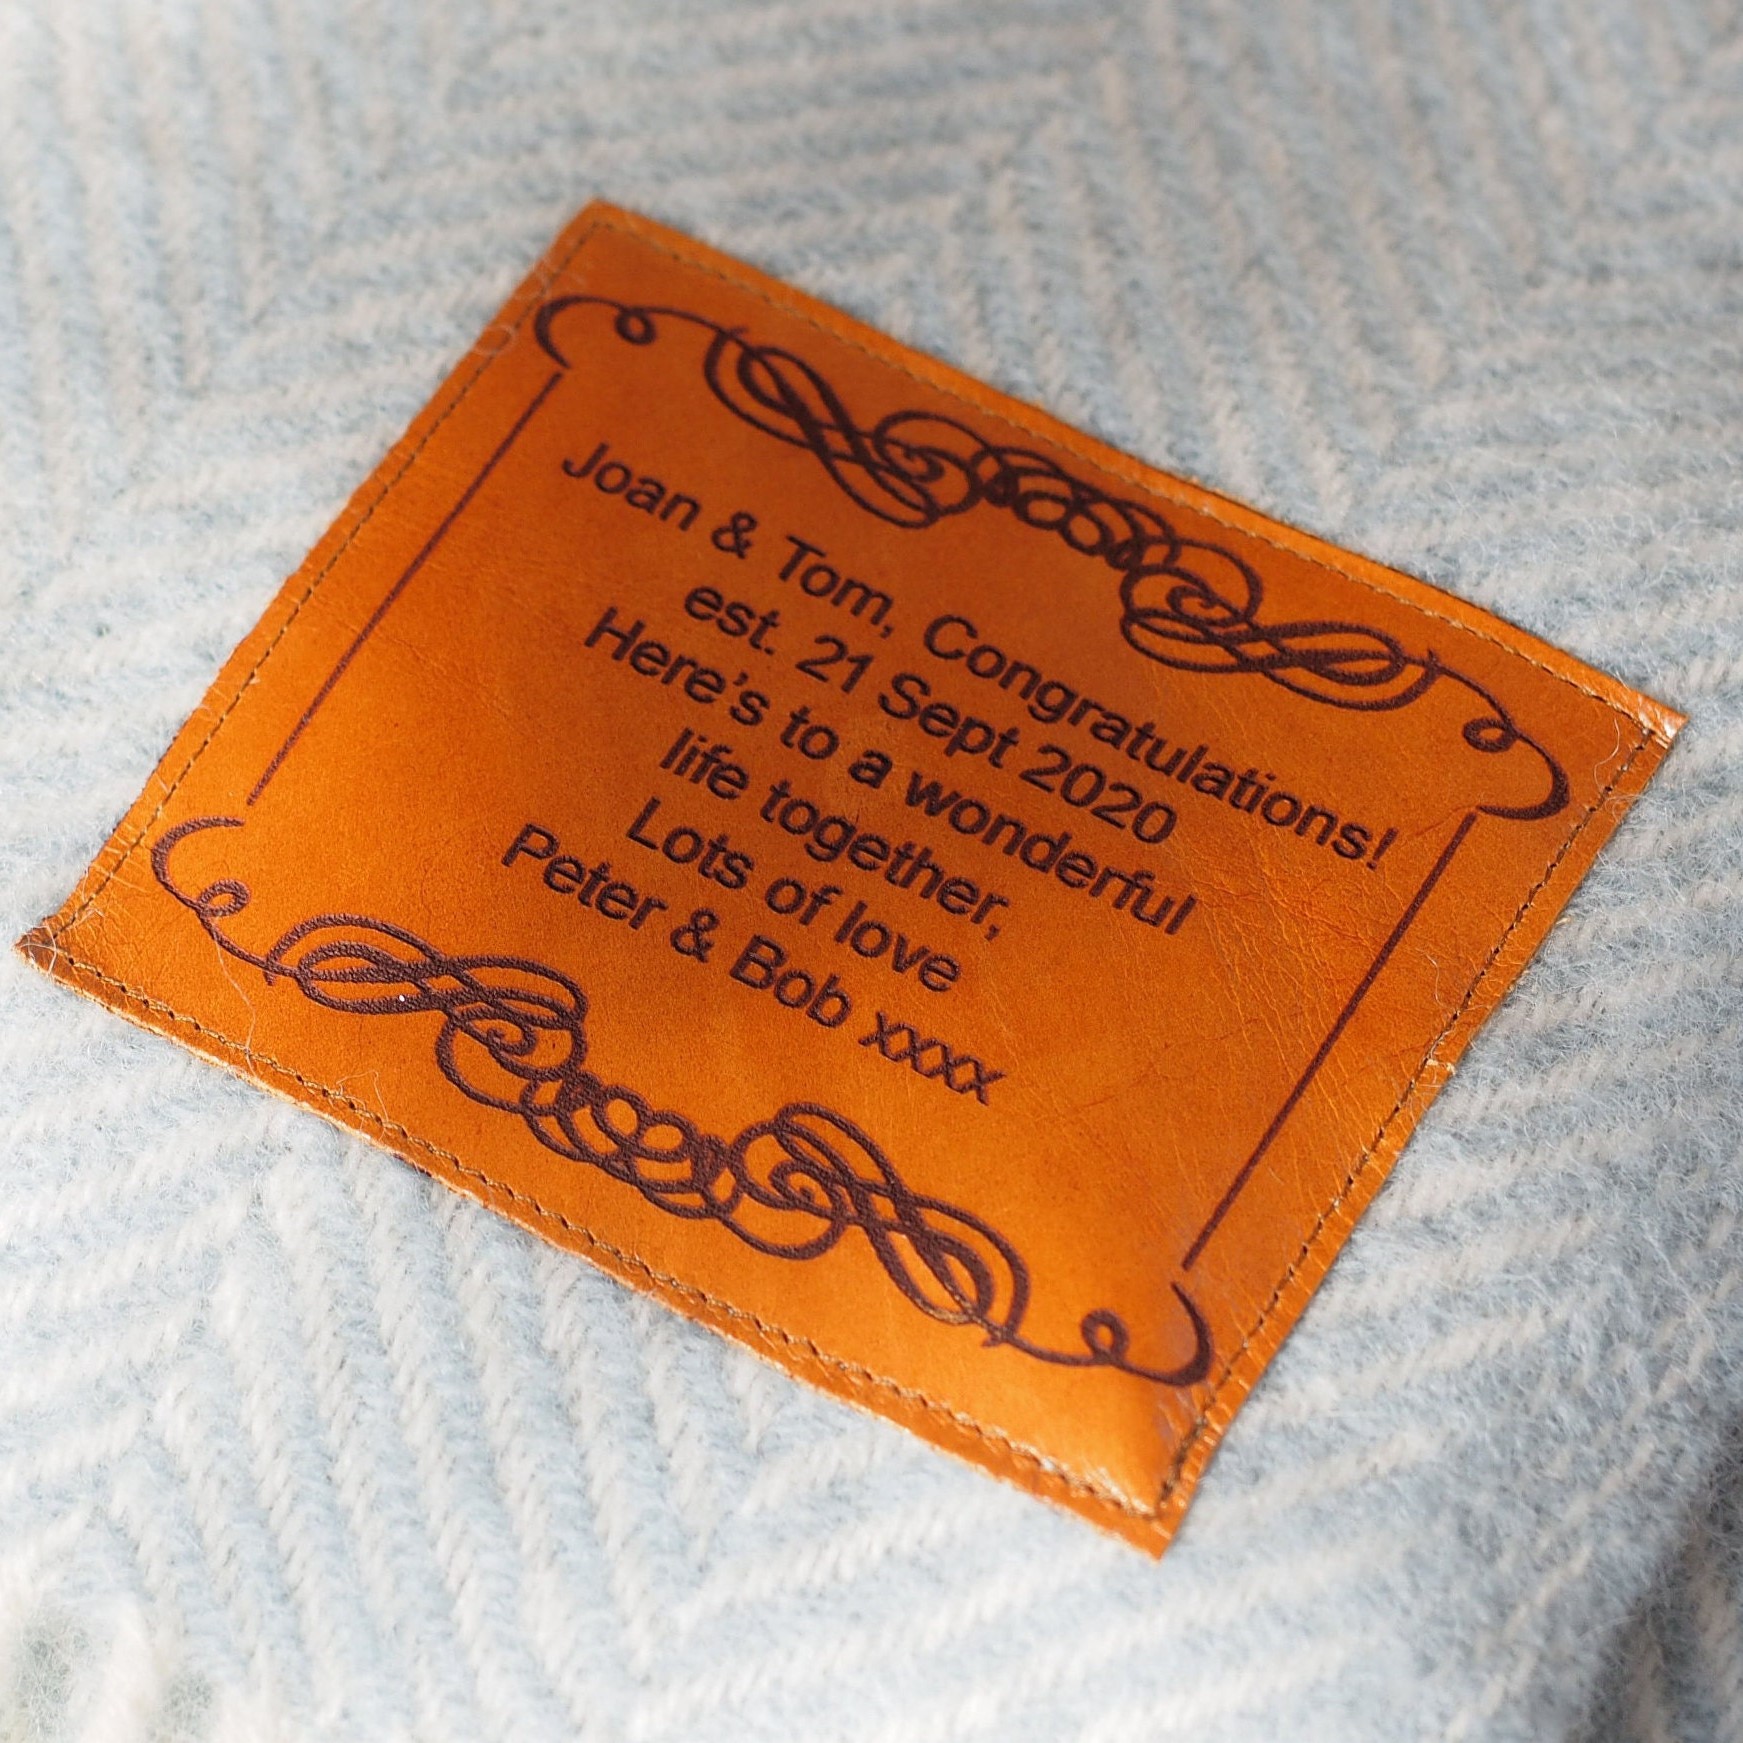 Joan & Tom, Congratulations!
est. 21 Sept 2020
Here’s to a wonderful
life together,
Lots of love
Peter & Bob xxxx